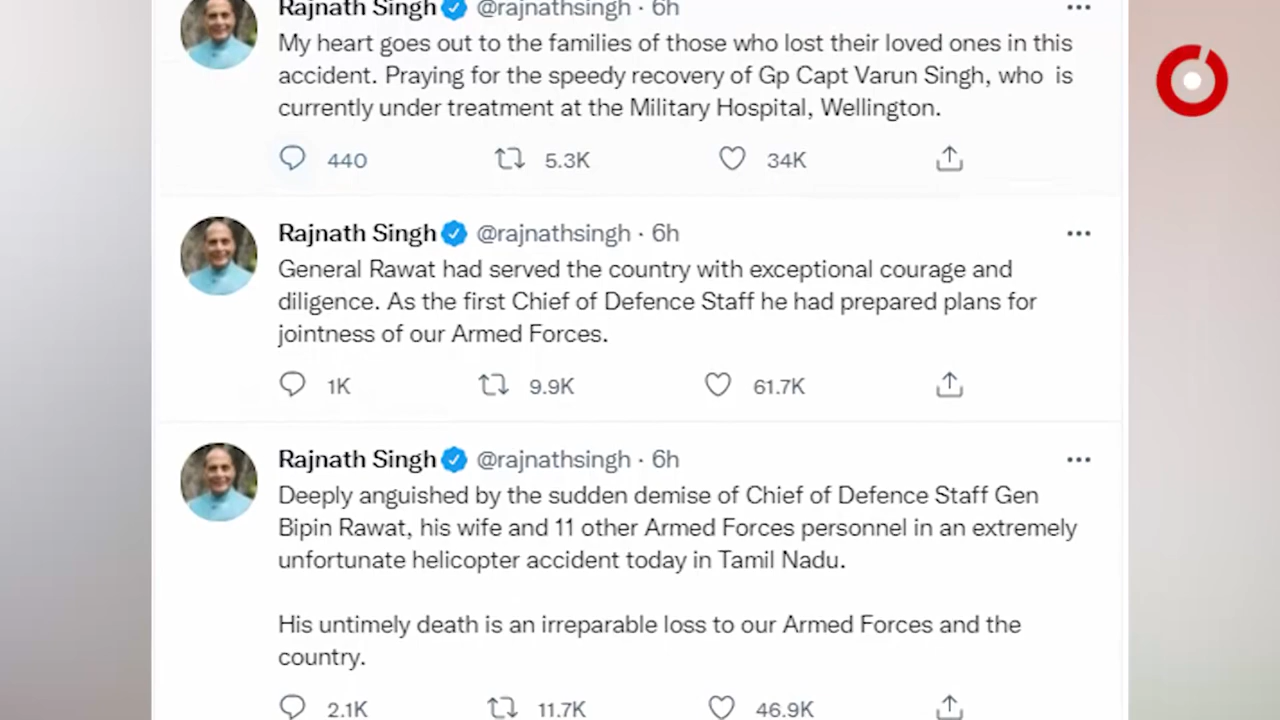 Rajnath Singh @rajnathsingh · 6h
My heart goes out to the families of those who lost their loved ones in this
accident. Praying for the speedy recovery of Gp Capt Varun Singh, who is
currently under treatment at the Military Hospital, Wellington.
440 5.3K 34K
Rajnath Singh @rajnathsingh · 6h
General Rawat had served the country with exceptional courage and
diligence. As the first Chief of Defence Staff he had prepared plans for
jointness of our Armed Forces.
1K 9.9K 61.7K
Rajnath Singh @rajnathsingh · 6h
Deeply anguished by the sudden demise of Chief of Defence Staff Gen
Bipin Rawat, his wife and 11 other Armed Forces personnel in an extremely
unfortunate helicopter accident today in Tamil Nadu.
His untimely death is an irreparable loss to our Armed Forces and the
country.
2.1K 11.7K 46.9K